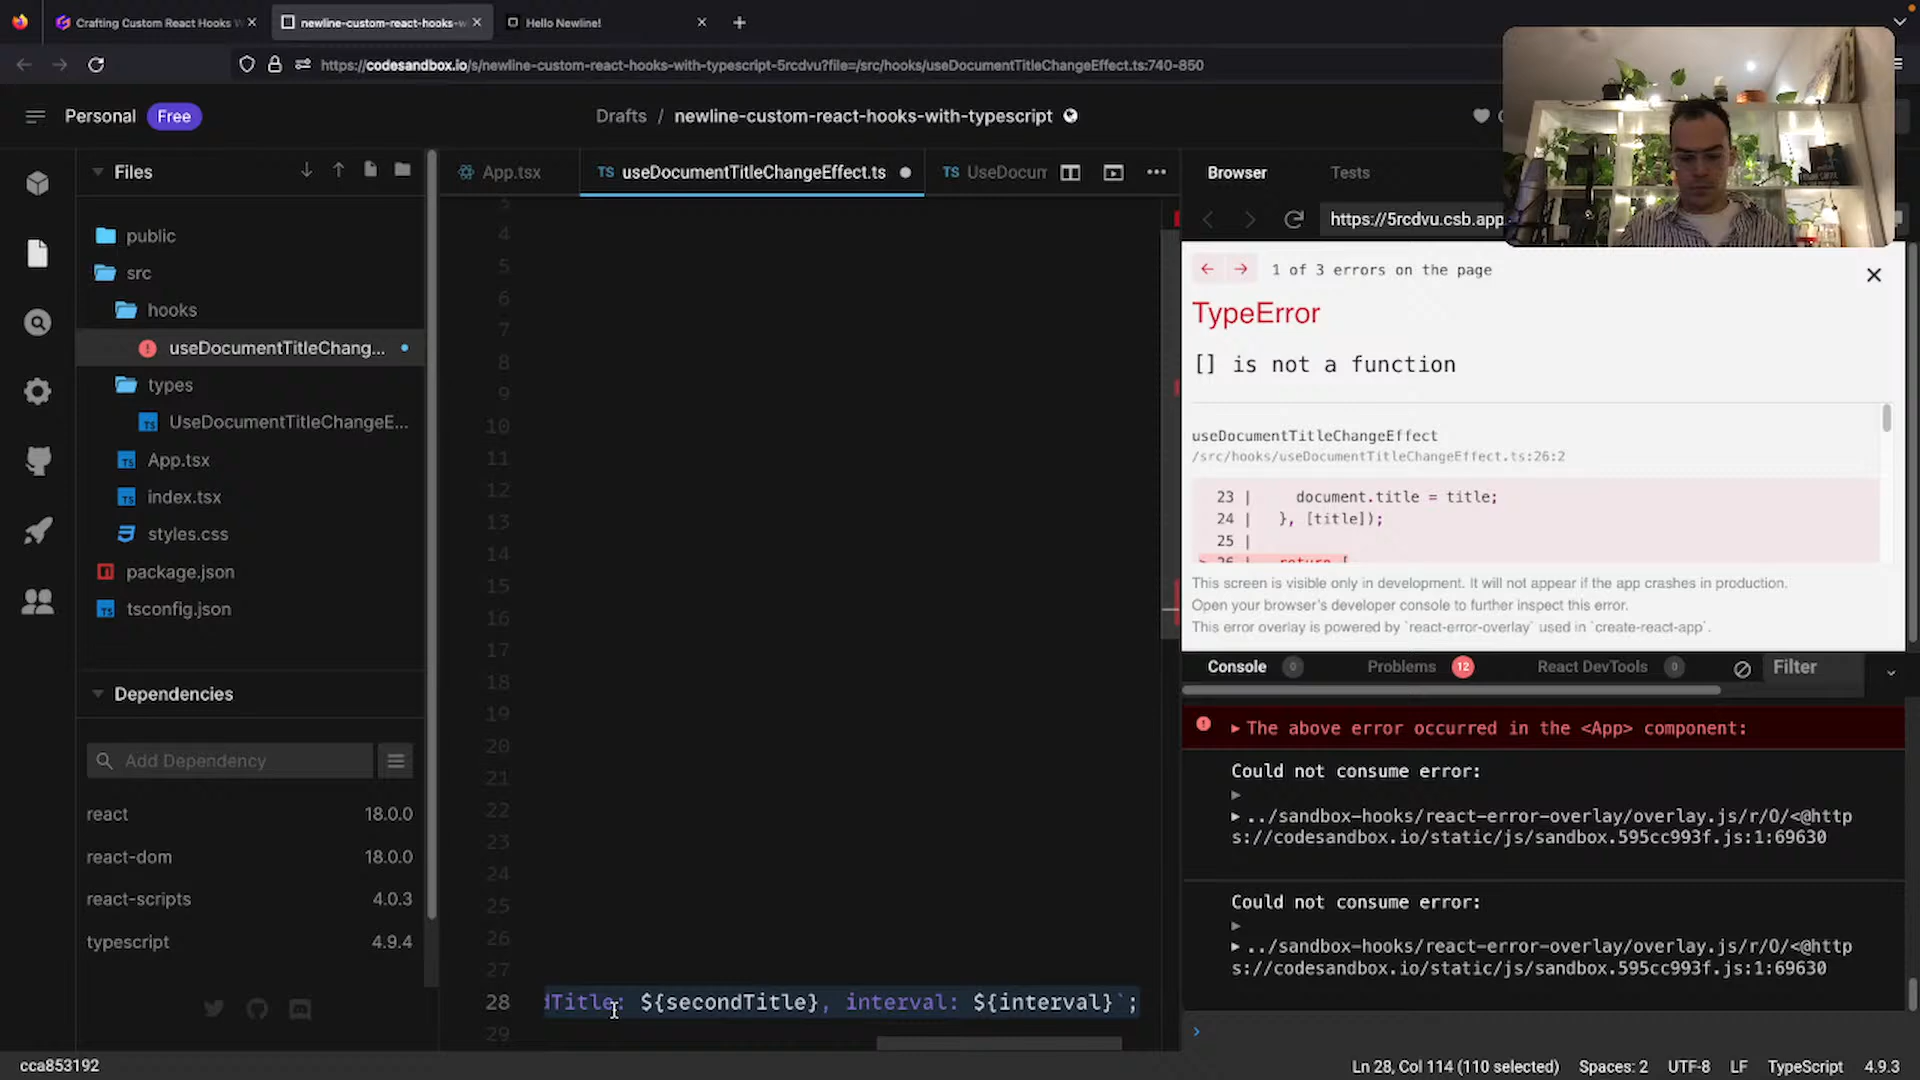 Crafting Custom React Hooks
newline-custom-react-hooks-w
Hello Newline!
https://codesandbox.io/s/newline-custom-react-hooks-with-typescript-5rcdvu?file=/src/hooks/useDocumentTitleChangeEffect.ts:740-850
Personal
Free
Drafts / newline-custom-react-hooks-with-typescript
Files
App.tsx
TS useDocumentTitleChangeEffect.ts
TS UseDocum
Browser
Tests
https://5rcdvu.csb.app
public
src
hooks
useDocumentTitleChang...
types
TS UseDocumentTitleChangeE...
TS App.tsx
TS index.tsx
styles.css
package.json
TS tsconfig.json
Dependencies
Add Dependency
react 18.0.0
react-dom 18.0.0
react-scripts 4.0.3
typescript 4.9.4
4
5
6
7
8
9
10
11
12
13
14
15
16
17
18
19
20
21
22
23
24
25
26
27
28 dTitle: ${secondTitle}, interval: ${interval}`;
29
1 of 3 errors on the page
TypeError
[] is not a function
useDocumentTitleChangeEffect
/src/hooks/useDocumentTitleChangeEffect.ts:26:2
23 | document.title = title;
24 | }, [title]);
25 |
> 26 | return [
This screen is visible only in development. It will not appear if the app crashes in production.
Open your browser's developer console to further inspect this error.
This error overlay is powered by `react-error-overlay` used in `create-react-app`.
Console 0
Problems 12
React DevTools 0
Filter
The above error occurred in the <App> component:
Could not consume error:
../sandbox-hooks/react-error-overlay/overlay.js/r/O/<@http
s://codesandbox.io/static/js/sandbox.595cc993f.js:1:69630
Could not consume error:
../sandbox-hooks/react-error-overlay/overlay.js/r/O/<@http
s://codesandbox.io/static/js/sandbox.595cc993f.js:1:69630
cca853192
Ln 28, Col 114 (110 selected)
Spaces: 2
UTF-8
LF
TypeScript
4.9.3